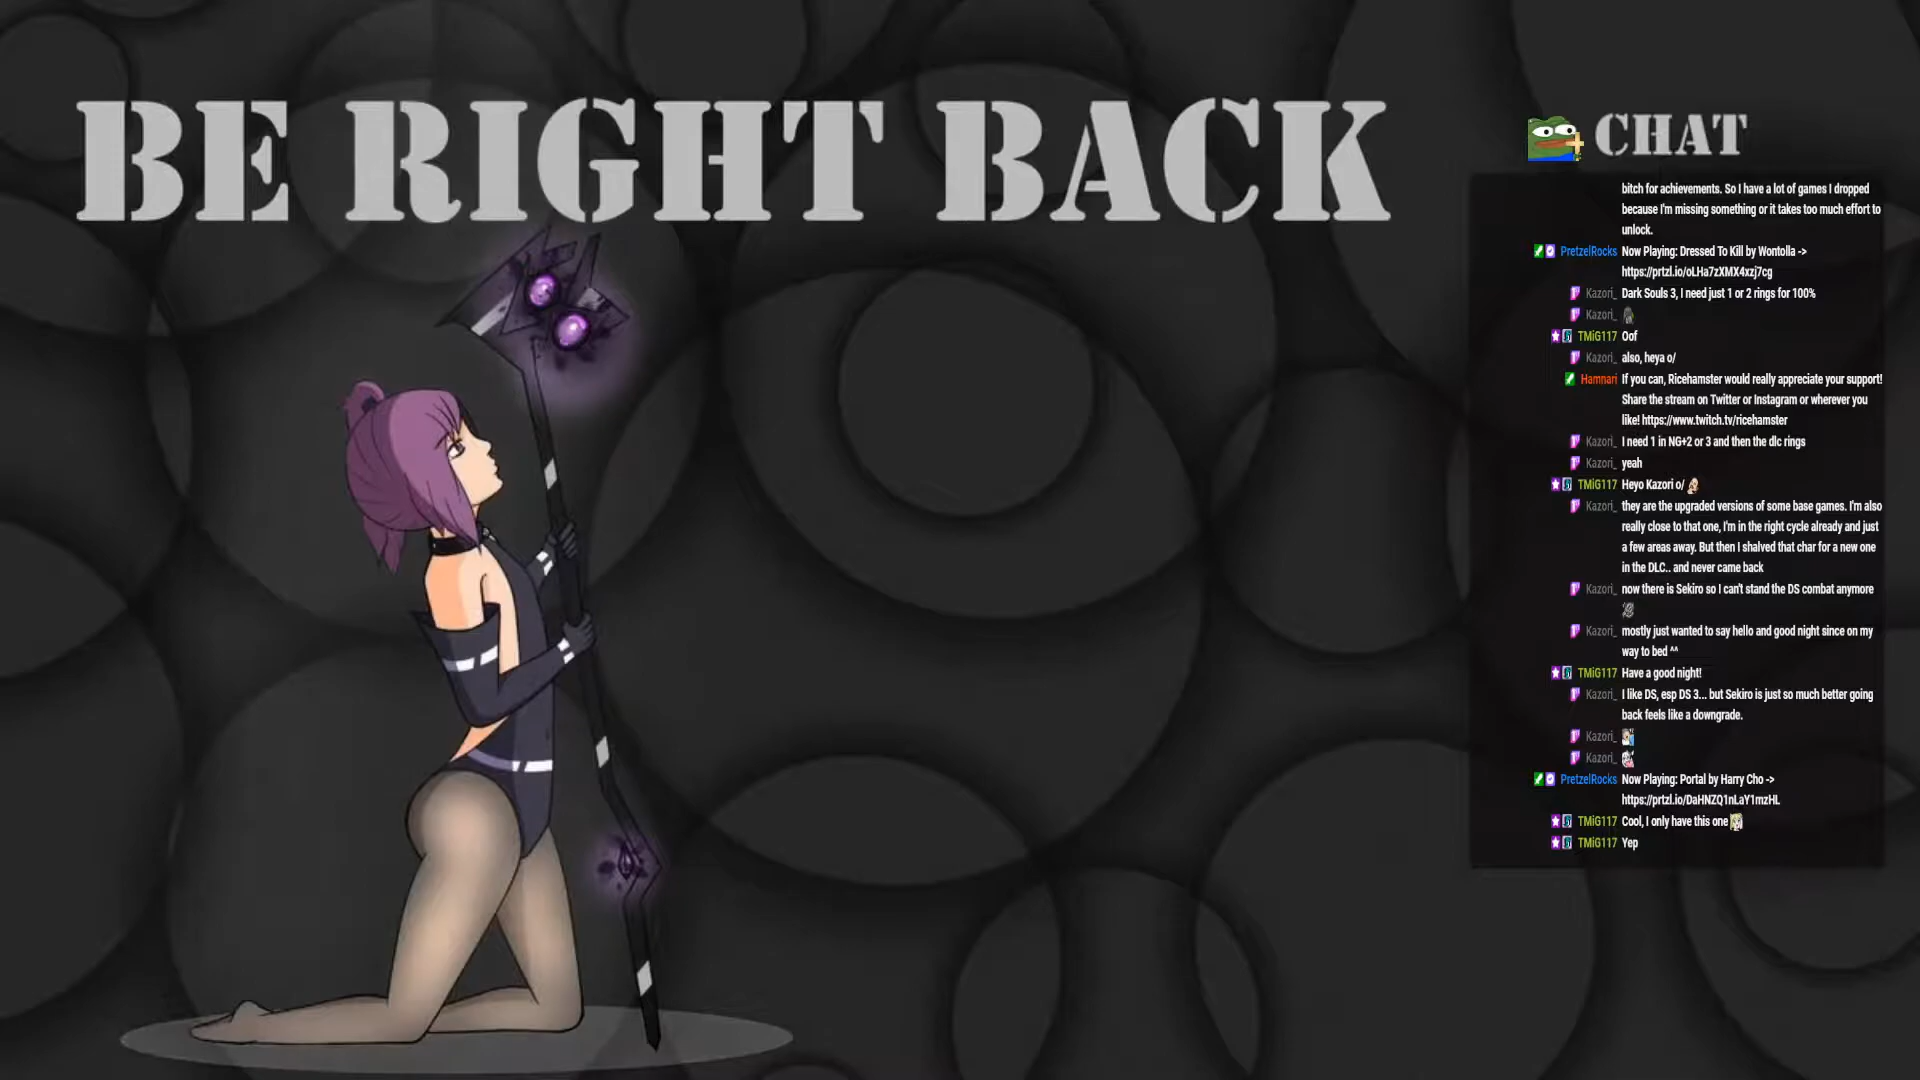 BE RIGHT BACK
CHAT
bitch for achievements. So I have a lot of games I dropped
because I'm missing something or it takes too much effort to
unlock.
PretzelRocks Now Playing: Dressed To Kill by Wontolla ->
https://prtzl.io/oLHa7zXMX4xzj7cg
Kazori_ Dark Souls 3, I need just 1 or 2 rings for 100%
Kazori_
TMiG117 Oof
Kazori_ also, heya o/
Hamnari If you can, Ricehamster would really appreciate your support!
Share the stream on Twitter or Instagram or wherever you
like! https://www.twitch.tv/ricehamster
Kazori_ I need 1 in NG+2 or 3 and then the dlc rings
Kazori_ yeah
TMiG117 Heyo Kazori o/
Kazori_ they are the upgraded versions of some base games. I'm also
really close to that one, I'm in the right cycle already and just
a few areas away. But then I shalved that char for a new one
in the DLC.. and never came back
Kazori_ now there is Sekiro so I can't stand the DS combat anymore
Kazori_ mostly just wanted to say hello and good night since on my
way to bed ^^
TMiG117 Have a good night!
Kazori_ I like DS, esp DS 3... but Sekiro is just so much better going
back feels like a downgrade.
Kazori_
Kazori_
PretzelRocks Now Playing: Portal by Harry Cho ->
https://prtzl.io/DaHNZQ1nLaY1mzHL
TMiG117 Cool, I only have this one
TMiG117 Yep